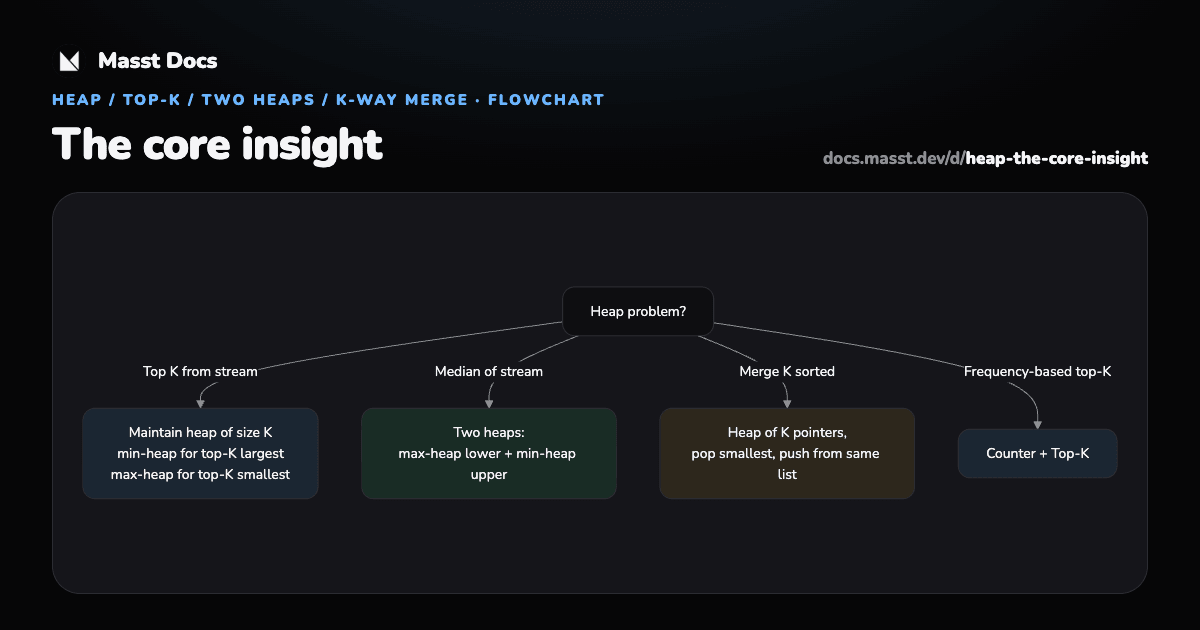 Masst Docs
HEAP / TOP-K / TWO HEAPS / K-WAY MERGE · FLOWCHART
The core insight
docs.masst.dev/d/heap-the-core-insight
Heap problem?
Top K from stream
Median of stream
Merge K sorted
Frequency-based top-K
Maintain heap of size K
min-heap for top-K largest
max-heap for top-K smallest
Two heaps:
max-heap lower + min-heap
upper
Heap of K pointers,
pop smallest, push from same
list
Counter + Top-K